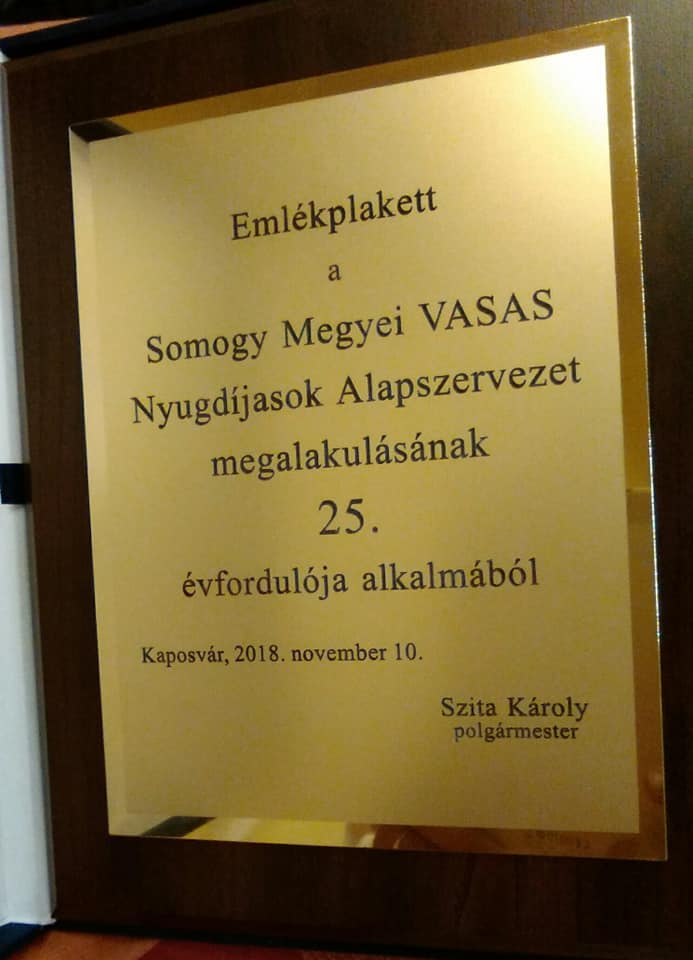 Emlékplakett
a
Somogy Megyei VASAS
Nyugdíjasok Alapszervezet
megalakulásának
25.
évfordulója alkalmából
Kaposvár, 2018. november 10.
Szita Károly
polgármester